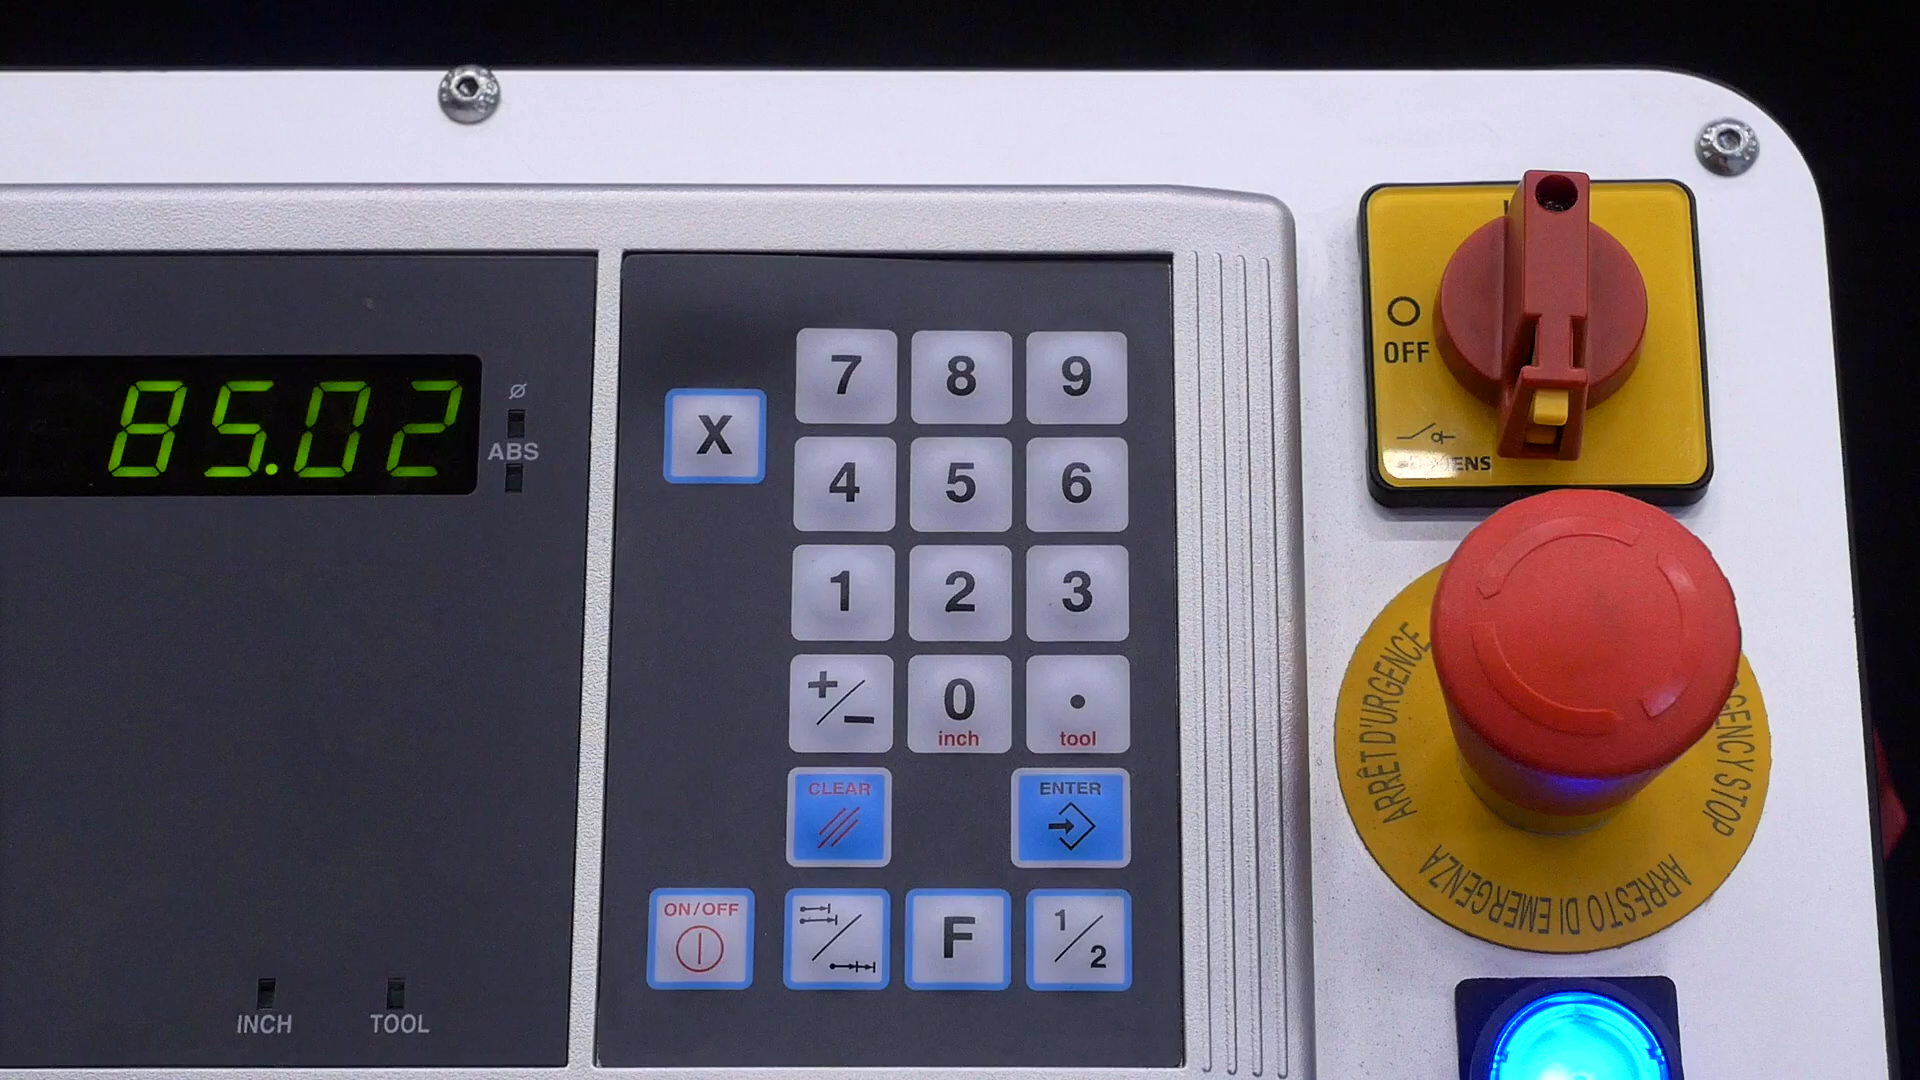 85.02
Ø
ABS
INCH
TOOL
X
7
8
9
4
5
6
1
2
3
+/-
0
inch
.
tool
CLEAR
ENTER
ON/OFF
F
1/2
OFF
ARRÊT D'URGENCE
STOP
ARRESTO DI EMERGENZA